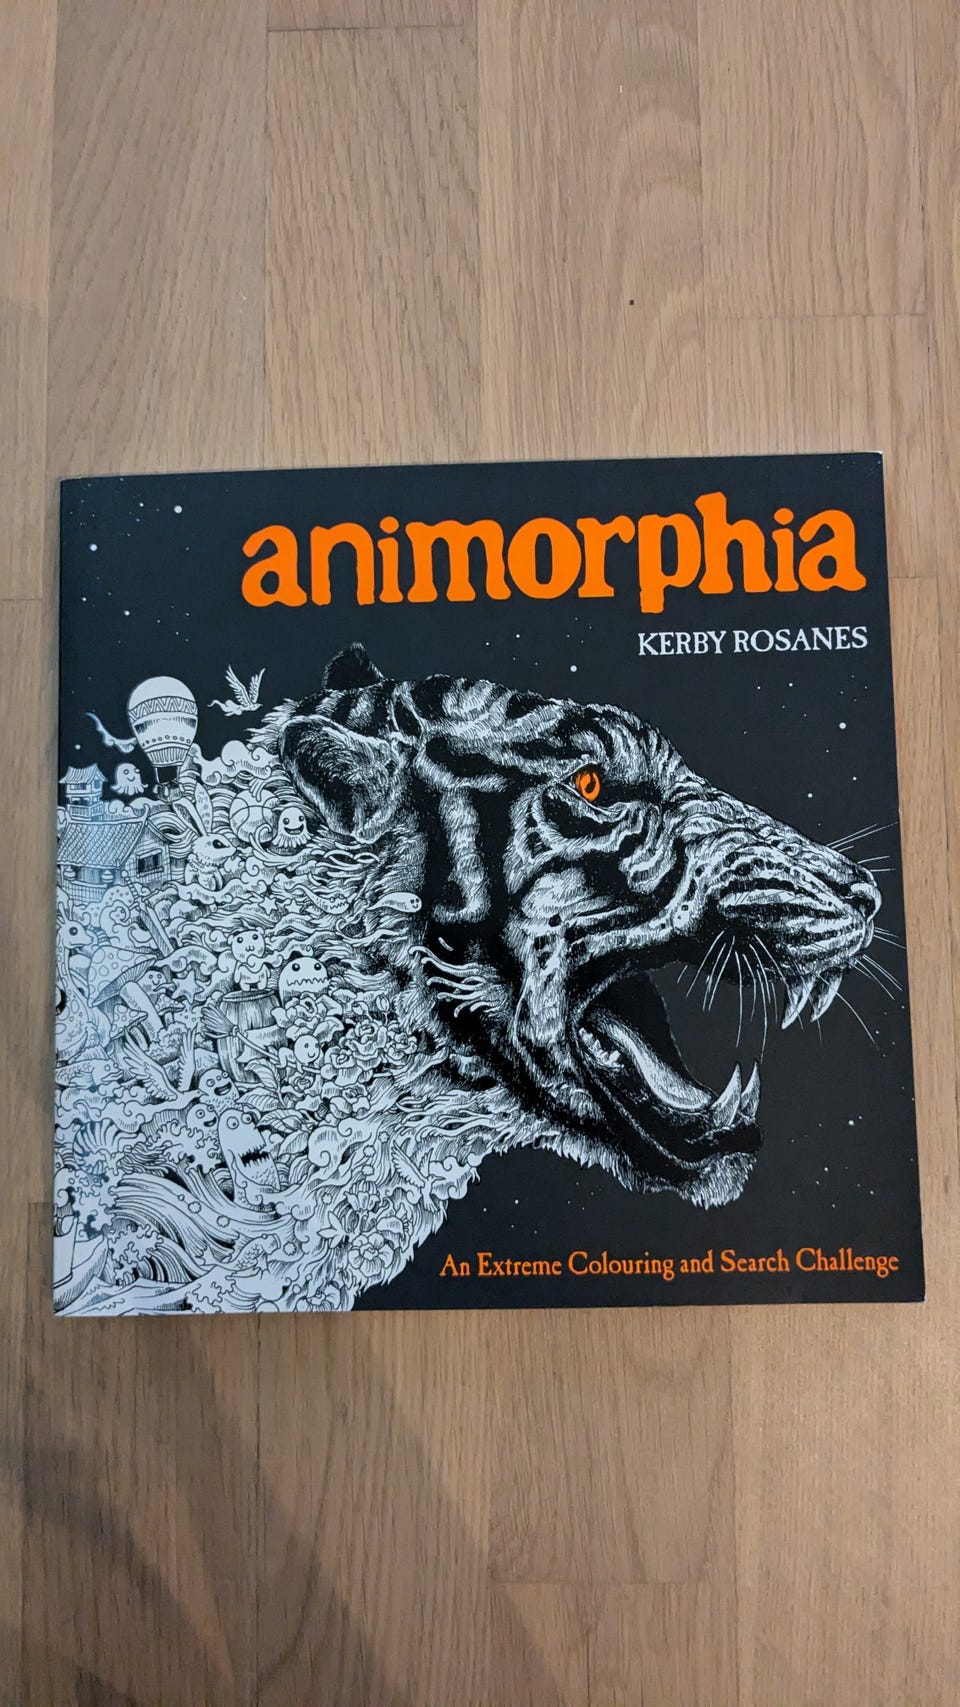 animorphia
KERBY ROSANES
An Extreme Colouring and Search Challenge